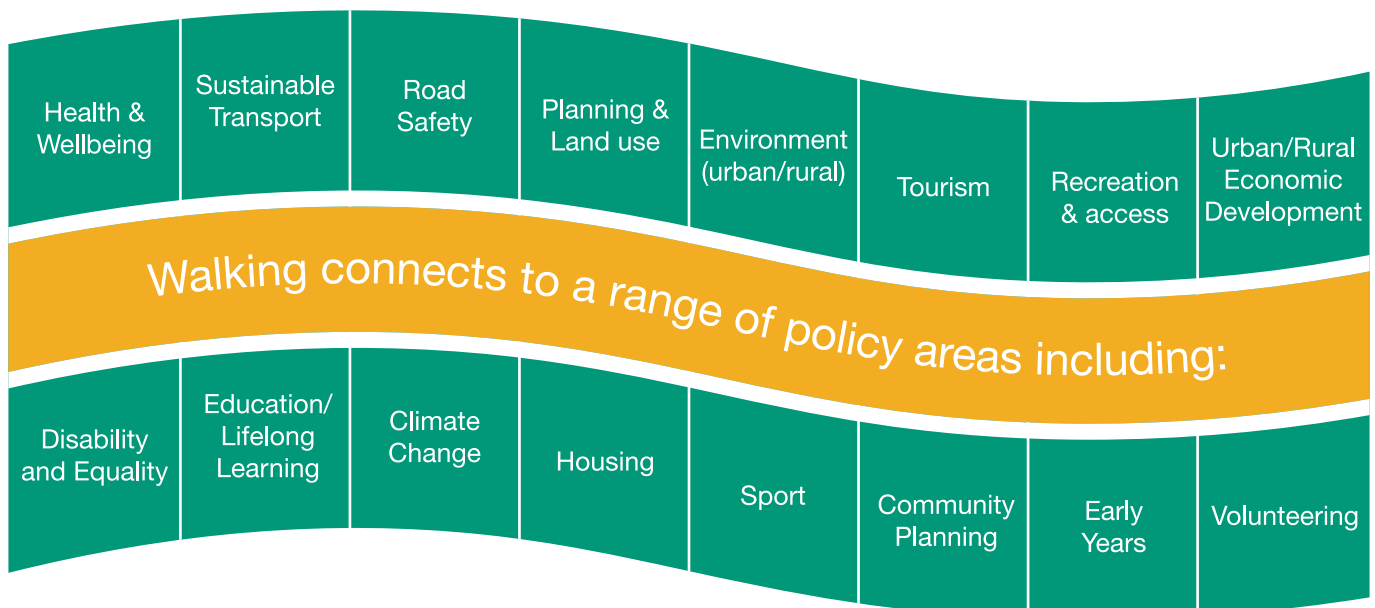 Health &
Wellbeing
Sustainable
Transport
Road
Safety
Planning &
Land use
Environment
(urban/rural)
Tourism
Recreation
& access
Urban/Rural
Economic
Development
Walking connects to a range of policy areas including:
Disability
and Equality
Education/
Lifelong
Learning
Climate
Change
Housing
Sport
Community
Planning
Early
Years
Volunteering